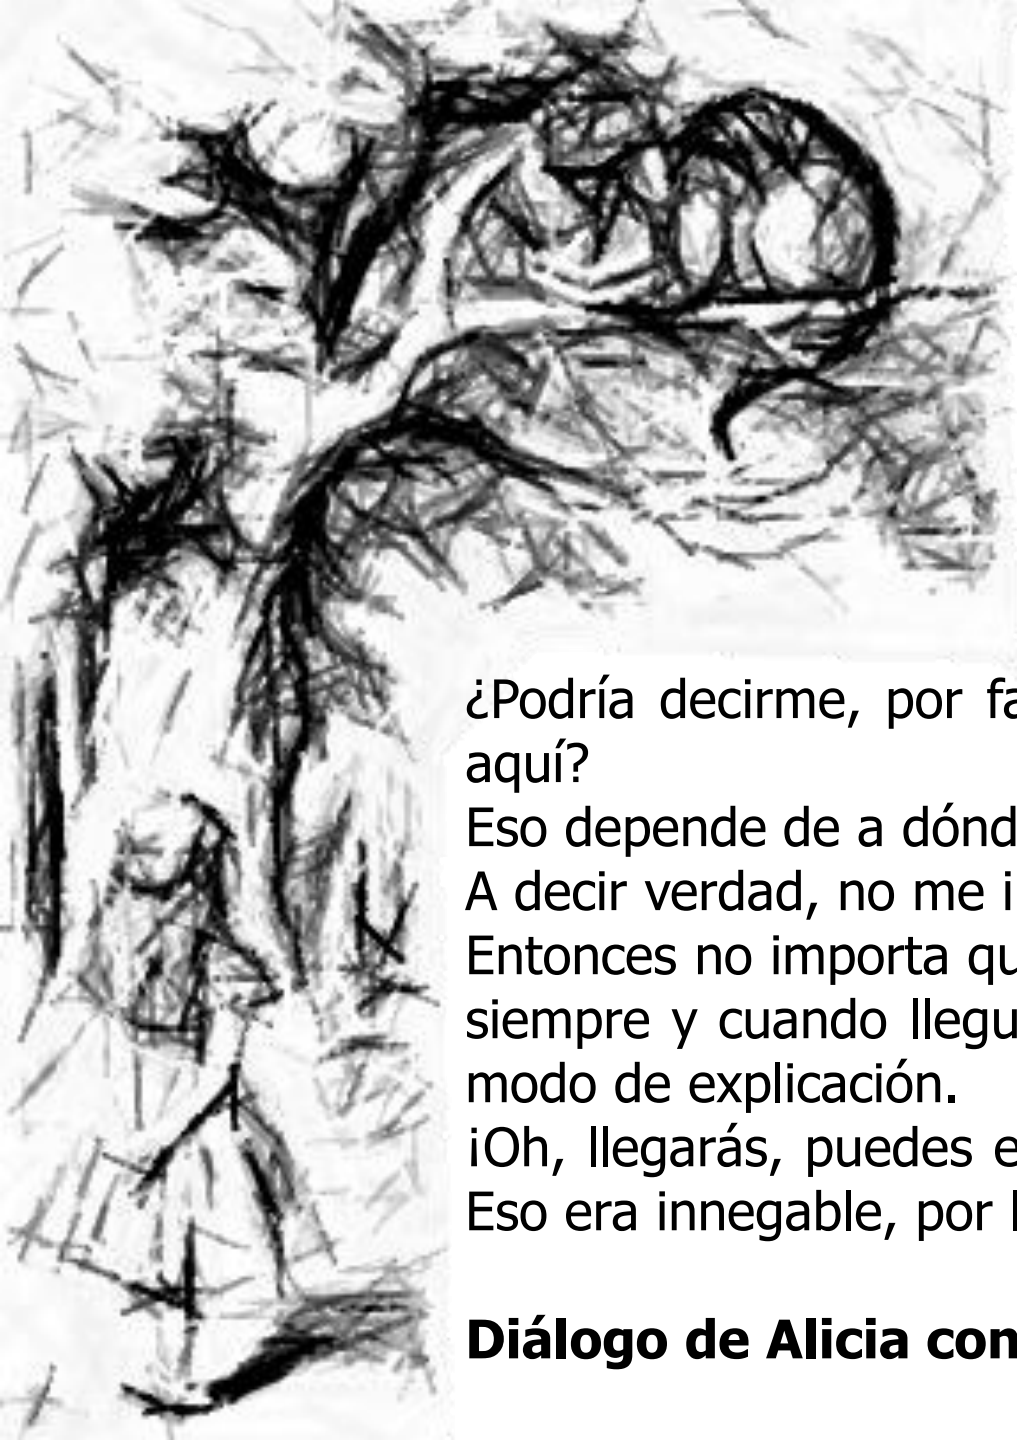 ¿Podría decirme, por fa
aquí?
Eso depende de a dónd
A decir verdad, no me i
Entonces no importa qu
siempre y cuando llegu
modo de explicación.
¡Oh, llegarás, puedes e
Eso era innegable, por l
Diálogo de Alicia con